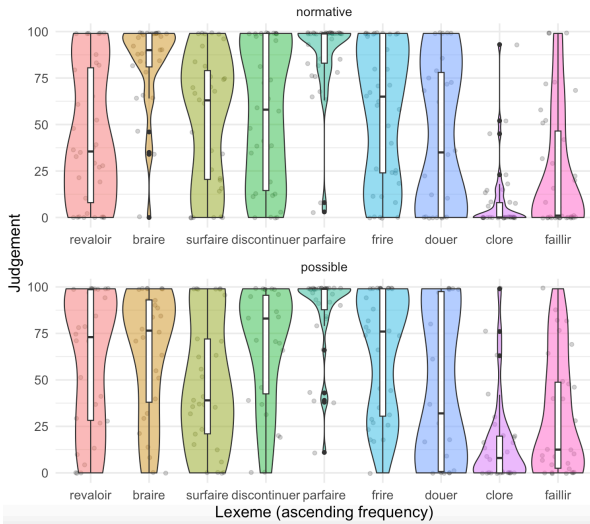 normative
100
75
50
25
0
revaloir braire surfaire discontinuer parfaire frire douer clore faillir
Judgement
possible
100
75
50
25
0
revaloir braire surfaire discontinuer parfaire frire douer clore faillir
Lexeme (ascending frequency)